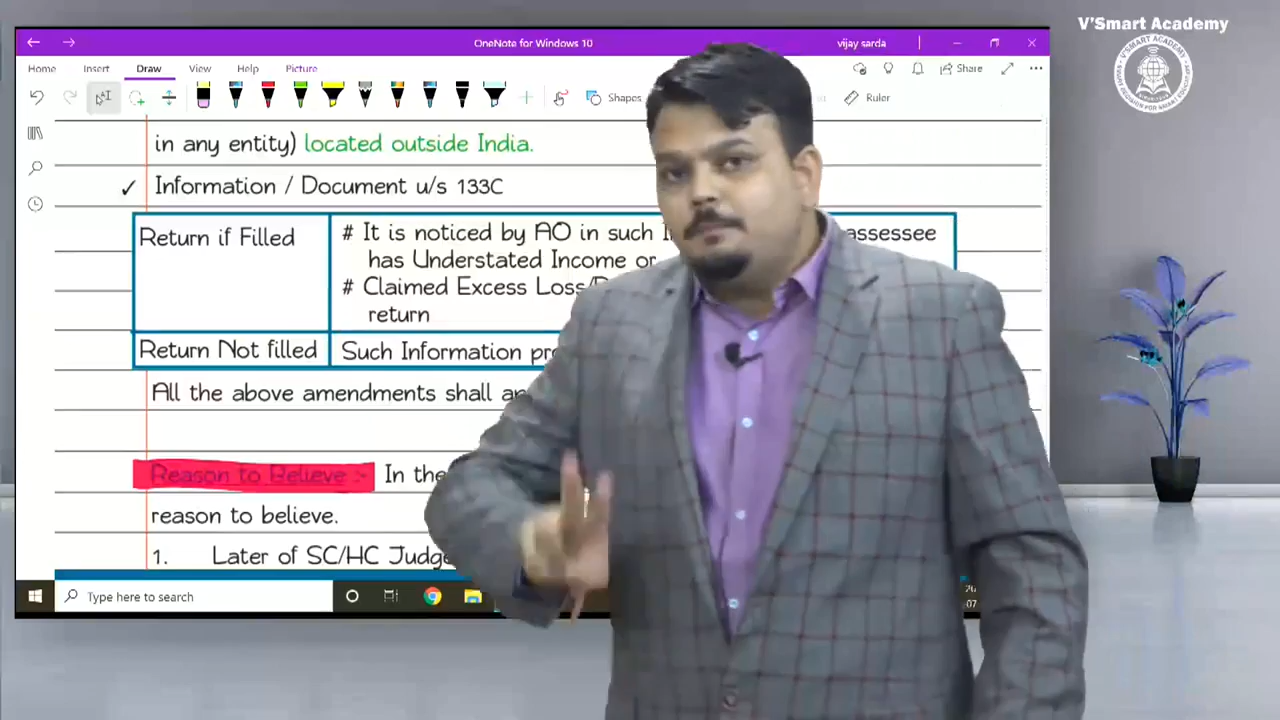 V'Smart Academy
OneNote for Windows 10
vijay sarda
Home Insert Draw View Help Picture
Share
Shapes
Ruler
in any entity) located outside India.
✓ Information / Document u/s 133C
Return if Filled
# It is noticed by AO in such assessee
has Understated Income or
# Claimed Excess
return
Return Not filled
Such Information
All the above amendments shall
Reason to Believe :- In the
reason to believe.
1. Later of SC/HC
Type here to search